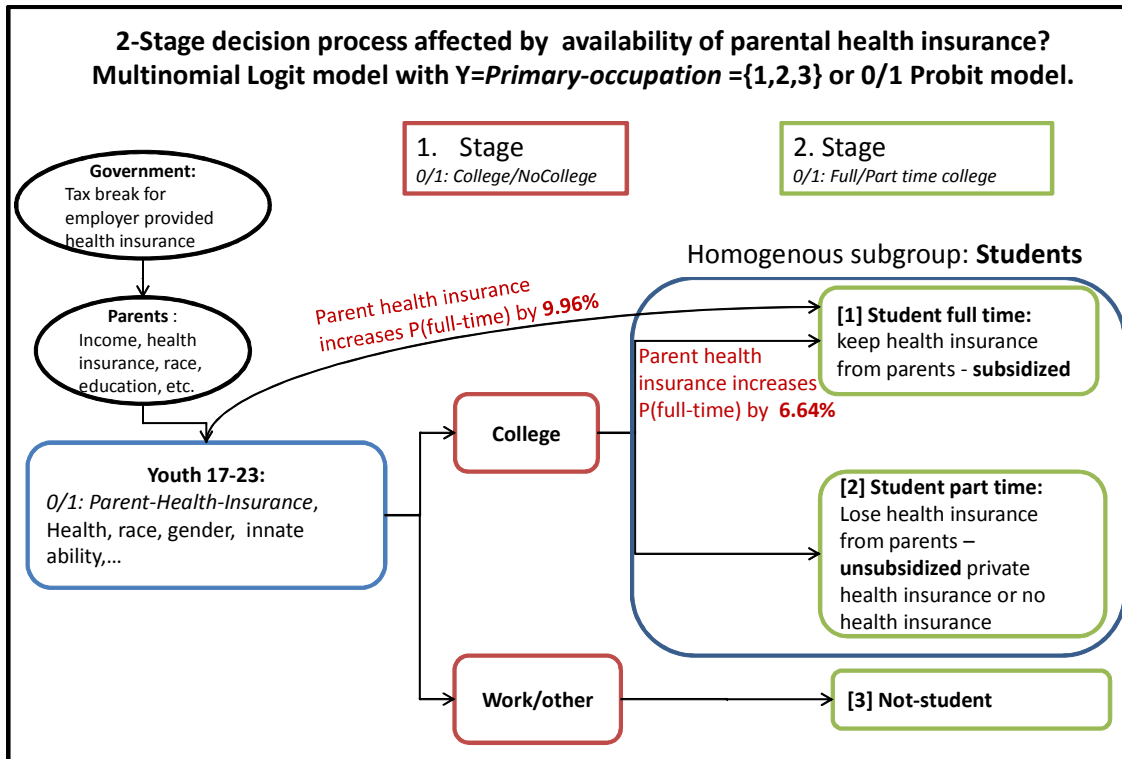 2-Stage decision process affected by availability of parental health insurance?
Multinomial Logit model with Y=Primary-occupation ={1,2,3} or 0/1 Probit model.
1. Stage
0/1: College/NoCollege
2. Stage
0/1: Full/Part time college
Government:
Tax break for
employer provided
health insurance
Parents :
Income, health
insurance, race,
education, etc.
Youth 17-23:
0/1: Parent-Health-Insurance,
Health, race, gender, innate
ability,…
Parent health insurance
increases P(full-time) by 9.96%
Homogenous subgroup: Students
College
Parent health
insurance increases
P(full-time) by 6.64%
[1] Student full time:
keep health insurance
from parents - subsidized
[2] Student part time:
Lose health insurance
from parents –
unsubsidized private
health insurance or no
health insurance
Work/other
[3] Not-student